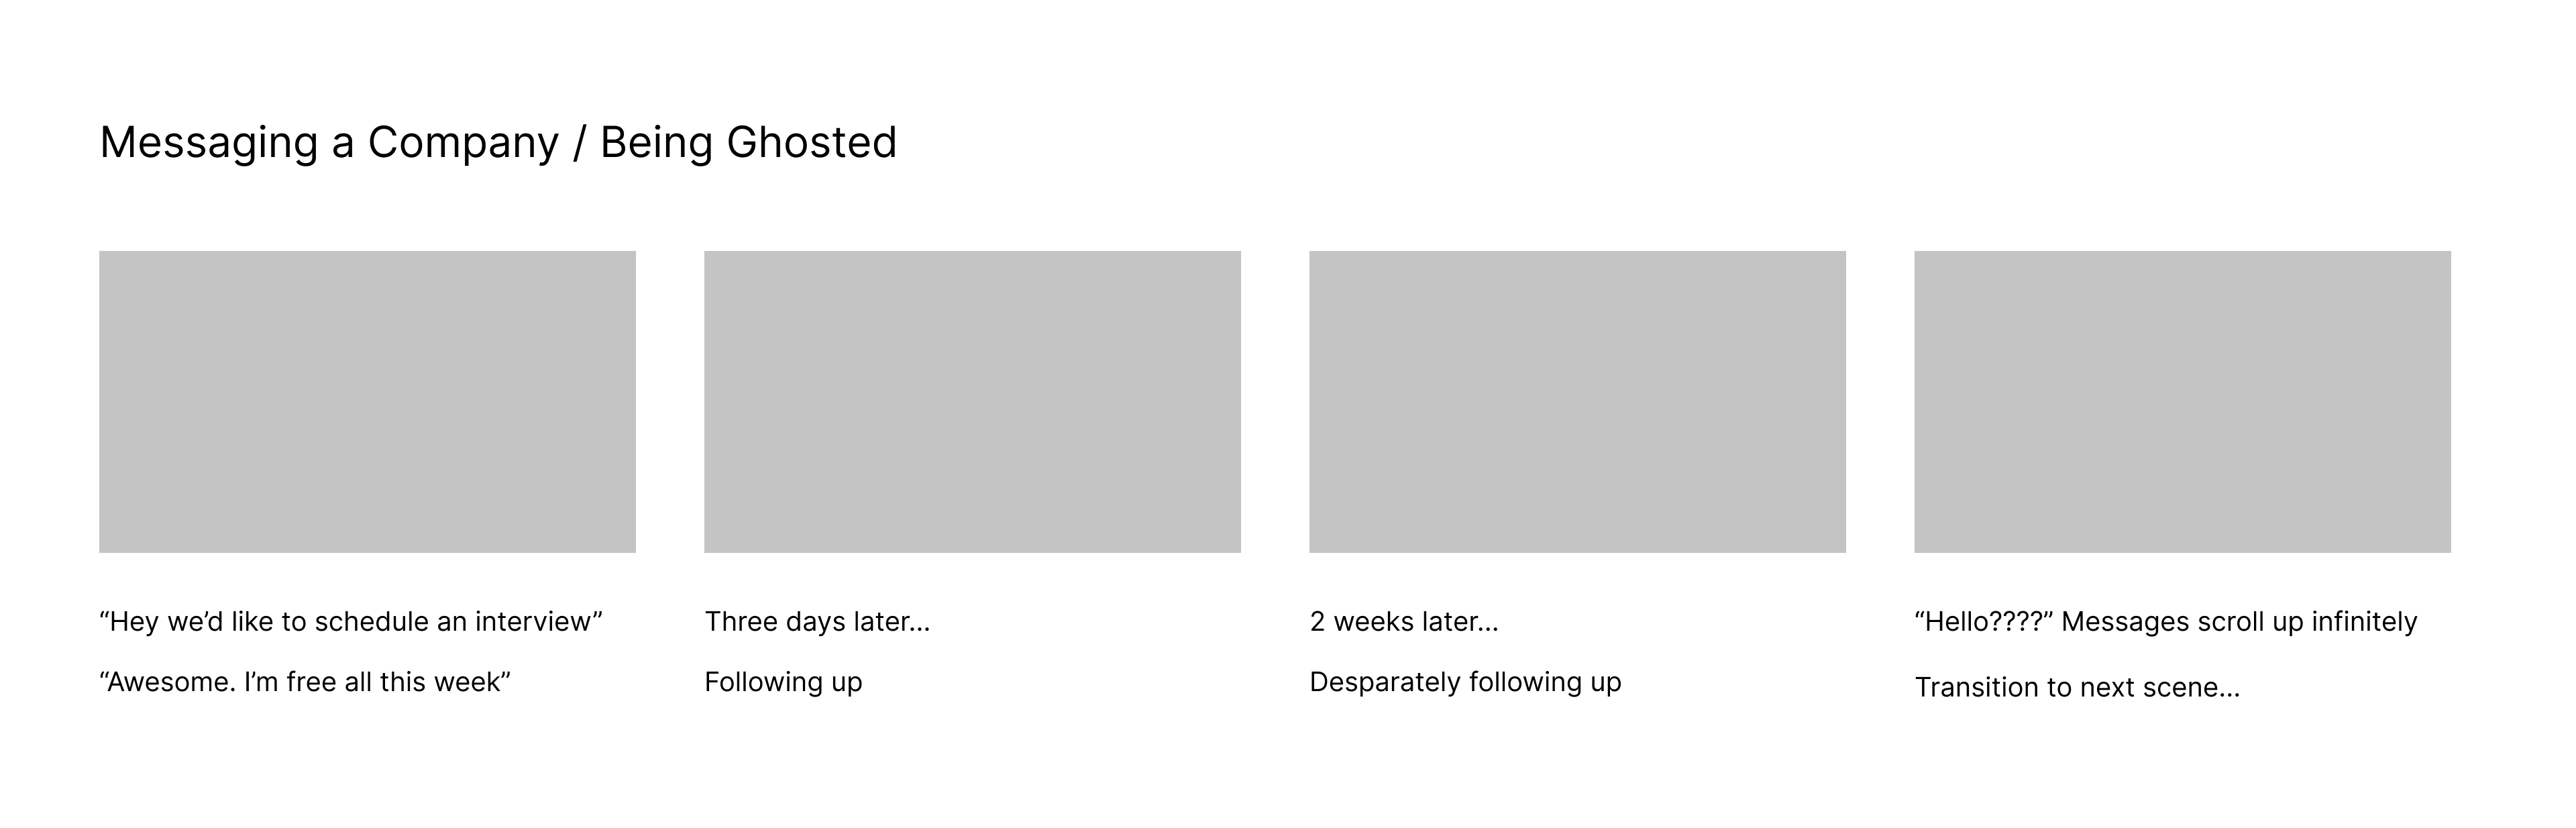 Messaging a Company / Being Ghosted
“Hey we’d like to schedule an interview”
“Awesome. I’m free all this week”
Three days later...
Following up
2 weeks later...
Desparately following up
“Hello????” Messages scroll up infinitely
Transition to next scene...